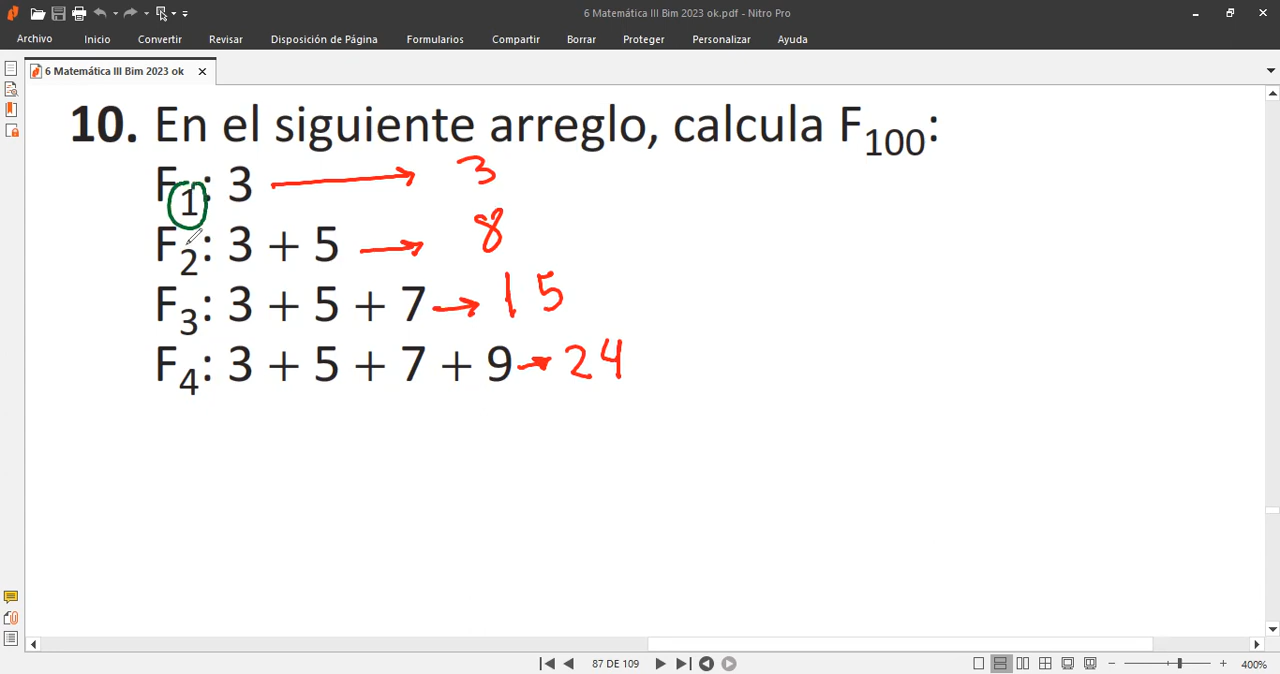 6 Matemática III Bim 2023 ok.pdf - Nitro Pro
Archivo Inicio Convertir Revisar Disposición de Página Formularios Compartir Borrar Proteger Personalizar Ayuda
6 Matemática III Bim 2023 ok
10. En el siguiente arreglo, calcula F₁₀₀:
F₁: 3 → 3
F₂: 3 + 5 → 8
F₃: 3 + 5 + 7 → 15
F₄: 3 + 5 + 7 + 9 → 24
87 DE 109
400%